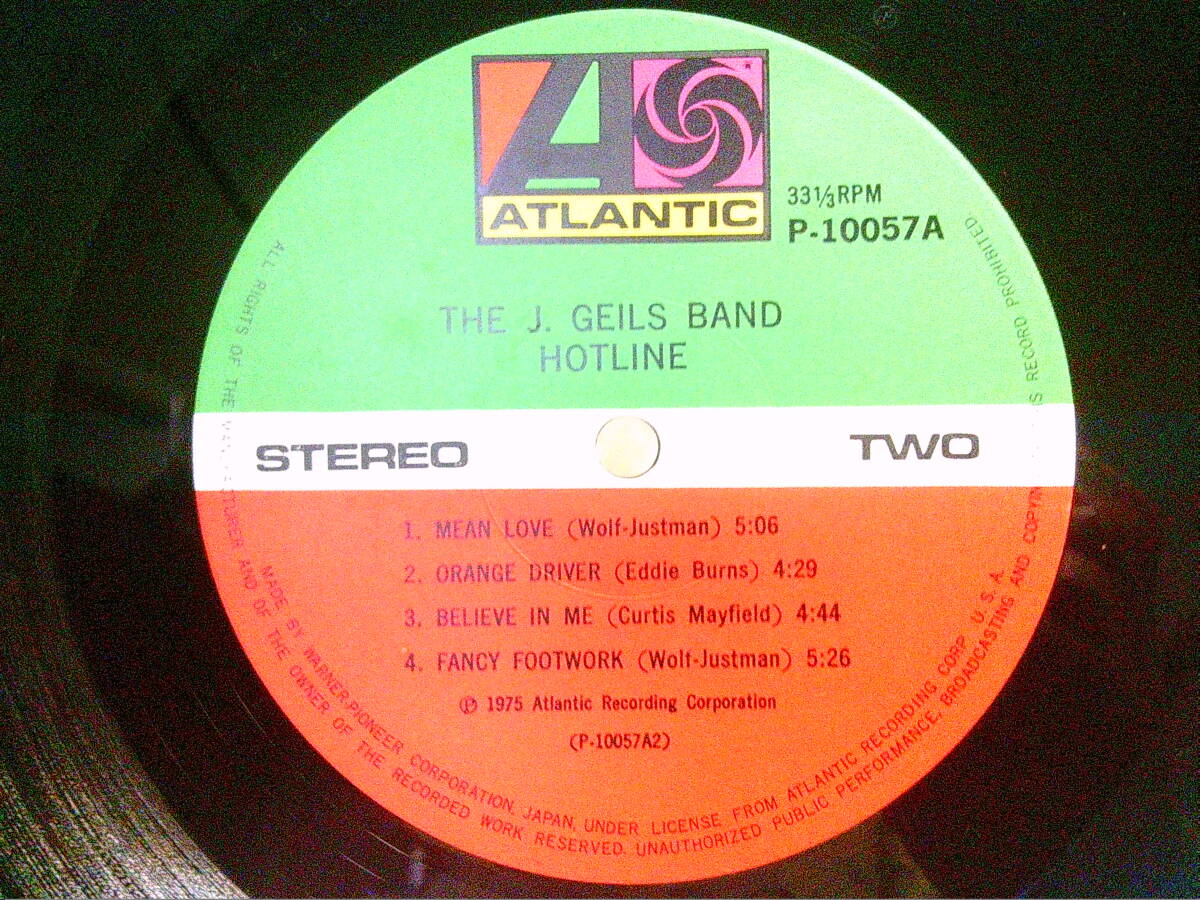 ATLANTIC
33⅓RPM
P-10057A
THE J. GEILS BAND
HOTLINE
STEREO
TWO
1. MEAN LOVE (Wolf-Justman) 5:06
2. ORANGE DRIVER (Eddie Burns) 4:29
3. BELIEVE IN ME (Curtis Mayfield) 4:44
4. FANCY FOOTWORK (Wolf-Justman) 5:26
Ⓟ 1975 Atlantic Recording Corporation
(P-10057A2)
MADE BY WARNER-PIONEER CORPORATION, JAPAN, UNDER LICENSE FROM ATLANTIC RECORDING CORP. U.S.A.
ALL RIGHTS OF THE AND OF THE OWNER OF THE RECORDED WORK RESERVED. UNAUTHORIZED PUBLIC PERFORMANCE, BROADCASTING AND RECORD PROHIBITED